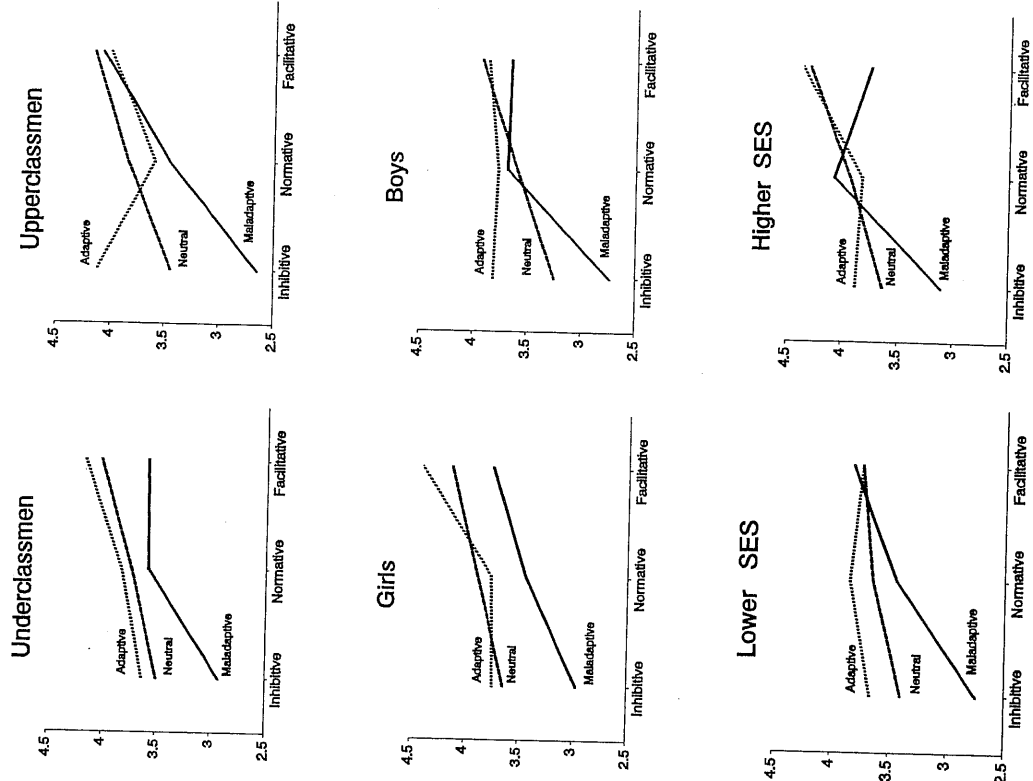 Underclassmen
4.5
4
3.5
3
2.5
Adaptive
Neutral
Maladaptive
Inhibitive Normative Facilitative
Upperclassmen
4.5
4
3.5
3
2.5
Adaptive
Neutral
Maladaptive
Inhibitive Normative Facilitative
Girls
4.5
4
3.5
3
2.5
Adaptive
Neutral
Maladaptive
Inhibitive Normative Facilitative
Boys
4.5
4
3.5
3
2.5
Adaptive
Neutral
Maladaptive
Inhibitive Normative Facilitative
Lower SES
4.5
4
3.5
3
2.5
Adaptive
Neutral
Maladaptive
Inhibitive Normative Facilitative
Higher SES
4.5
4
3.5
3
2.5
Adaptive
Neutral
Maladaptive
Inhibitive Normative Facilitative